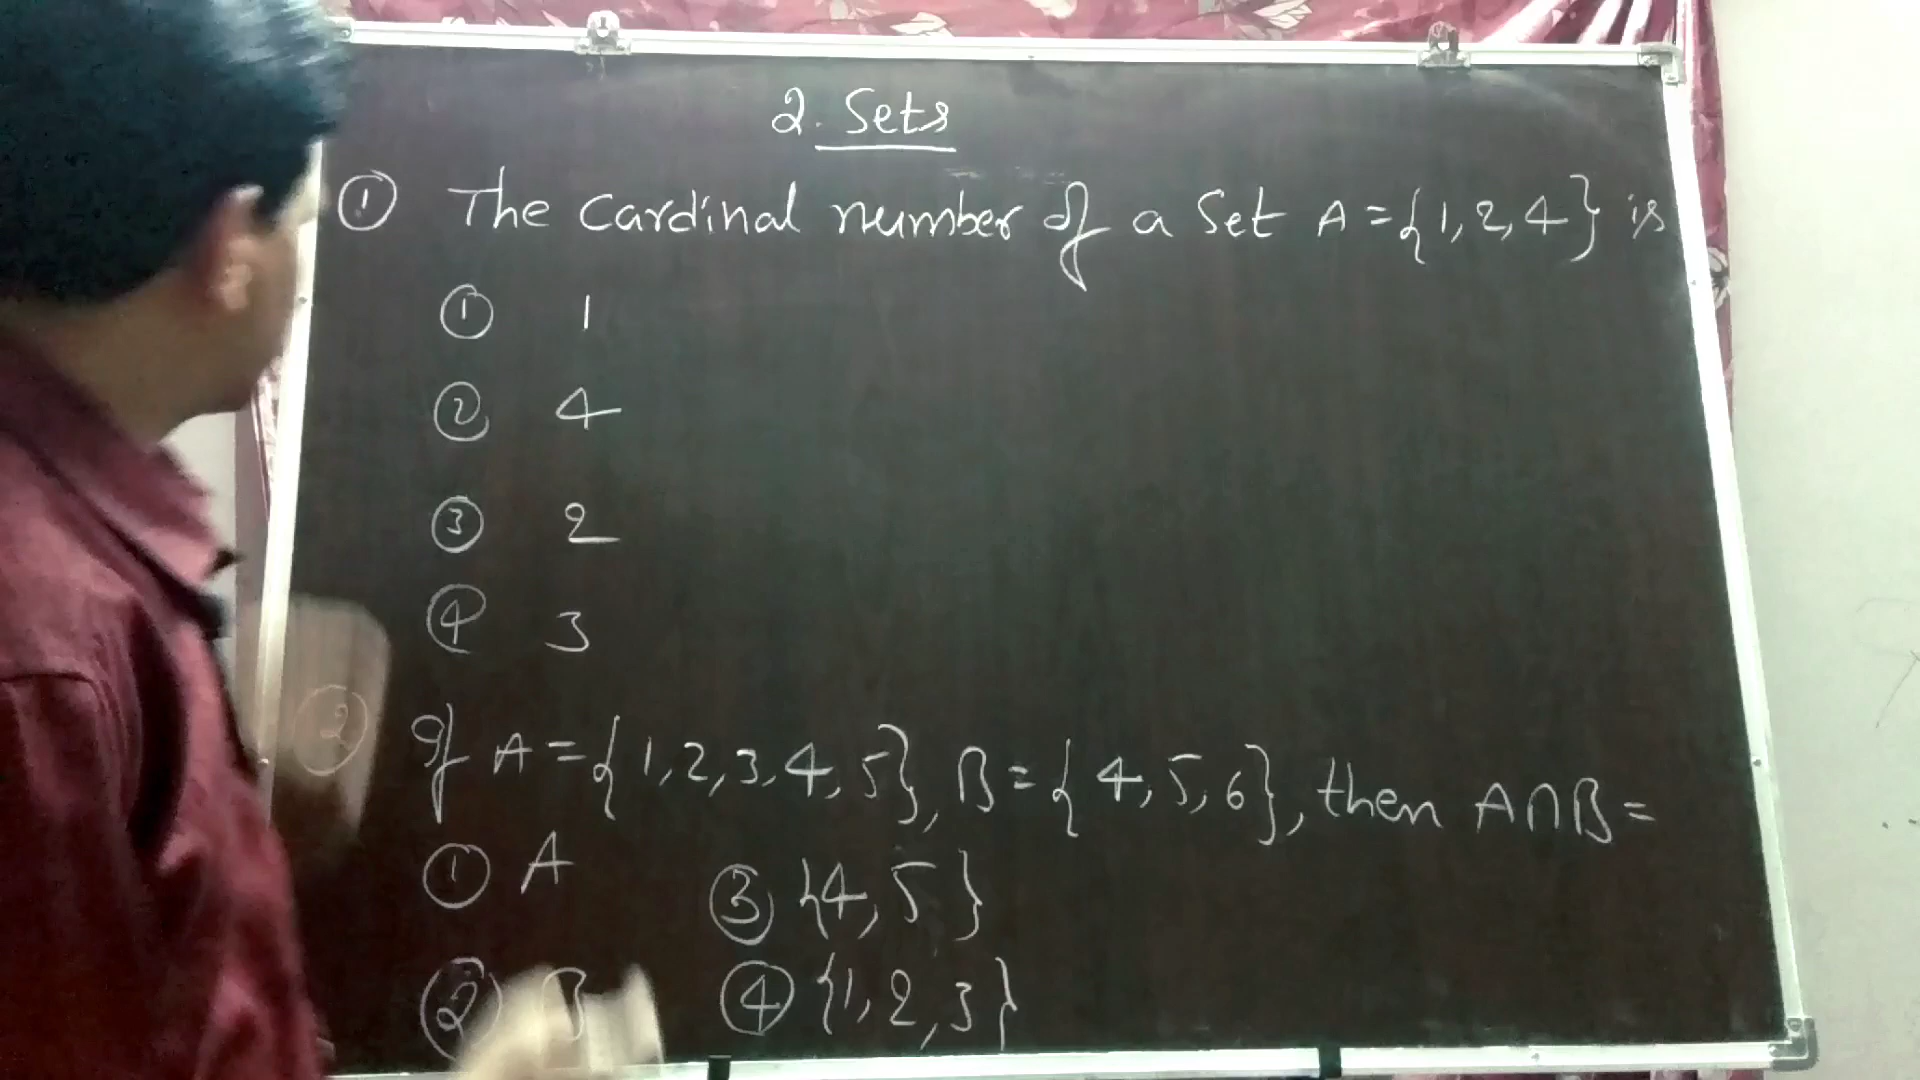 2. Sets
① The Cardinal number of a Set A = {1, 2, 4} is
① 1
② 4
③ 2
④ 3
② If A = {1, 2, 3, 4, 5}, B = {4, 5, 6}, then A∩B =
① A
③ {4, 5}
② B
④ {1, 2, 3}